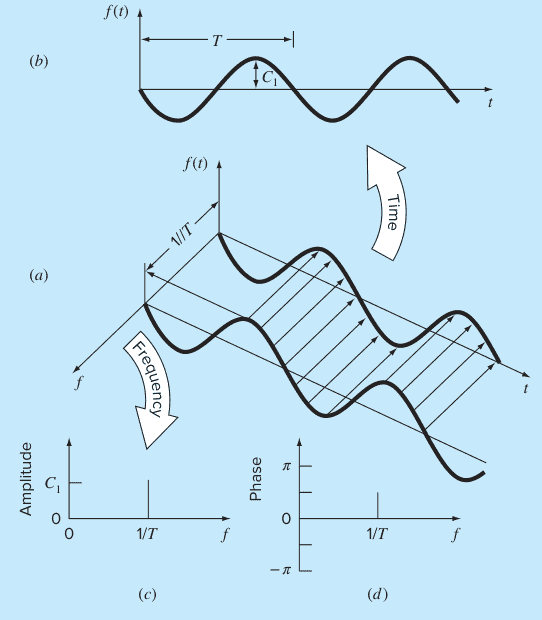 f(t)
T
(b)
C₁
t
f(t)
1//T
Time
(a)
f
Frequency
t
Amplitude
C₁
0
0
1/T
f
(c)
Phase
π
0
−π
1/T
f
(d)